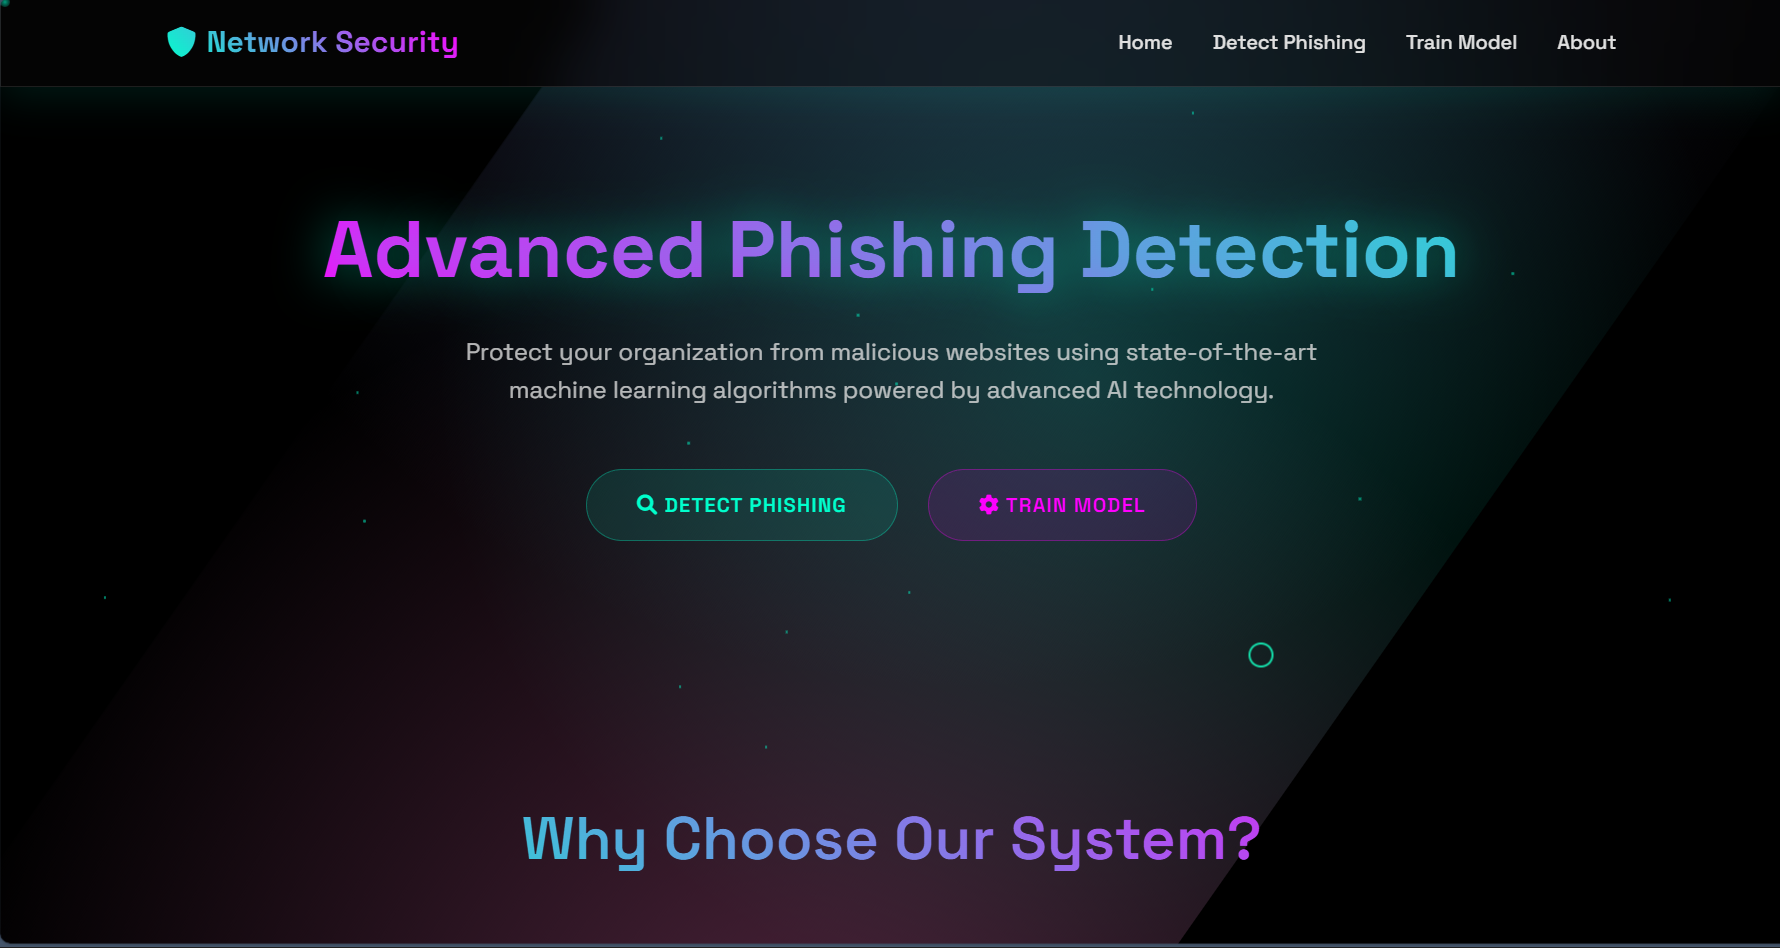 Network Security
Home
Detect Phishing
Train Model
About
Advanced Phishing Detection
Protect your organization from malicious websites using state-of-the-art
machine learning algorithms powered by advanced AI technology.
DETECT PHISHING
TRAIN MODEL
Why Choose Our System?